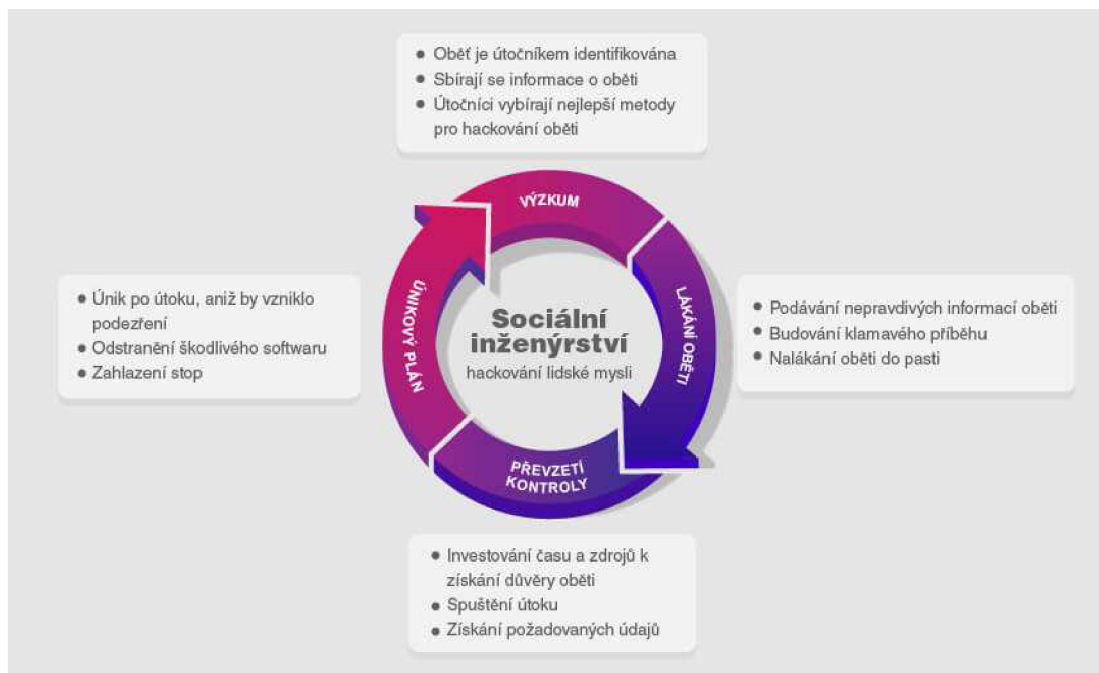 • Oběť je útočníkem identifikována
• Sbírají se informace o oběti
• Útočníci vybírají nejlepší metody
pro hackování oběti
VÝZKUM
LÁKÁNÍ OBĚTI
• Podávání nepravdivých informací oběti
• Budování klamavého příběhu
• Nalákání oběti do pasti
PŘEVZETÍ
KONTROLY
• Investování času a zdrojů k
získání důvěry oběti
• Spuštění útoku
• Získání požadovaných údajů
ÚNIKOVÝ PLÁN
• Únik po útoku, aniž by vzniklo
podezření
• Odstranění škodlivého softwaru
• Zahlazení stop
Sociální
inženýrství
hackování lidské mysli